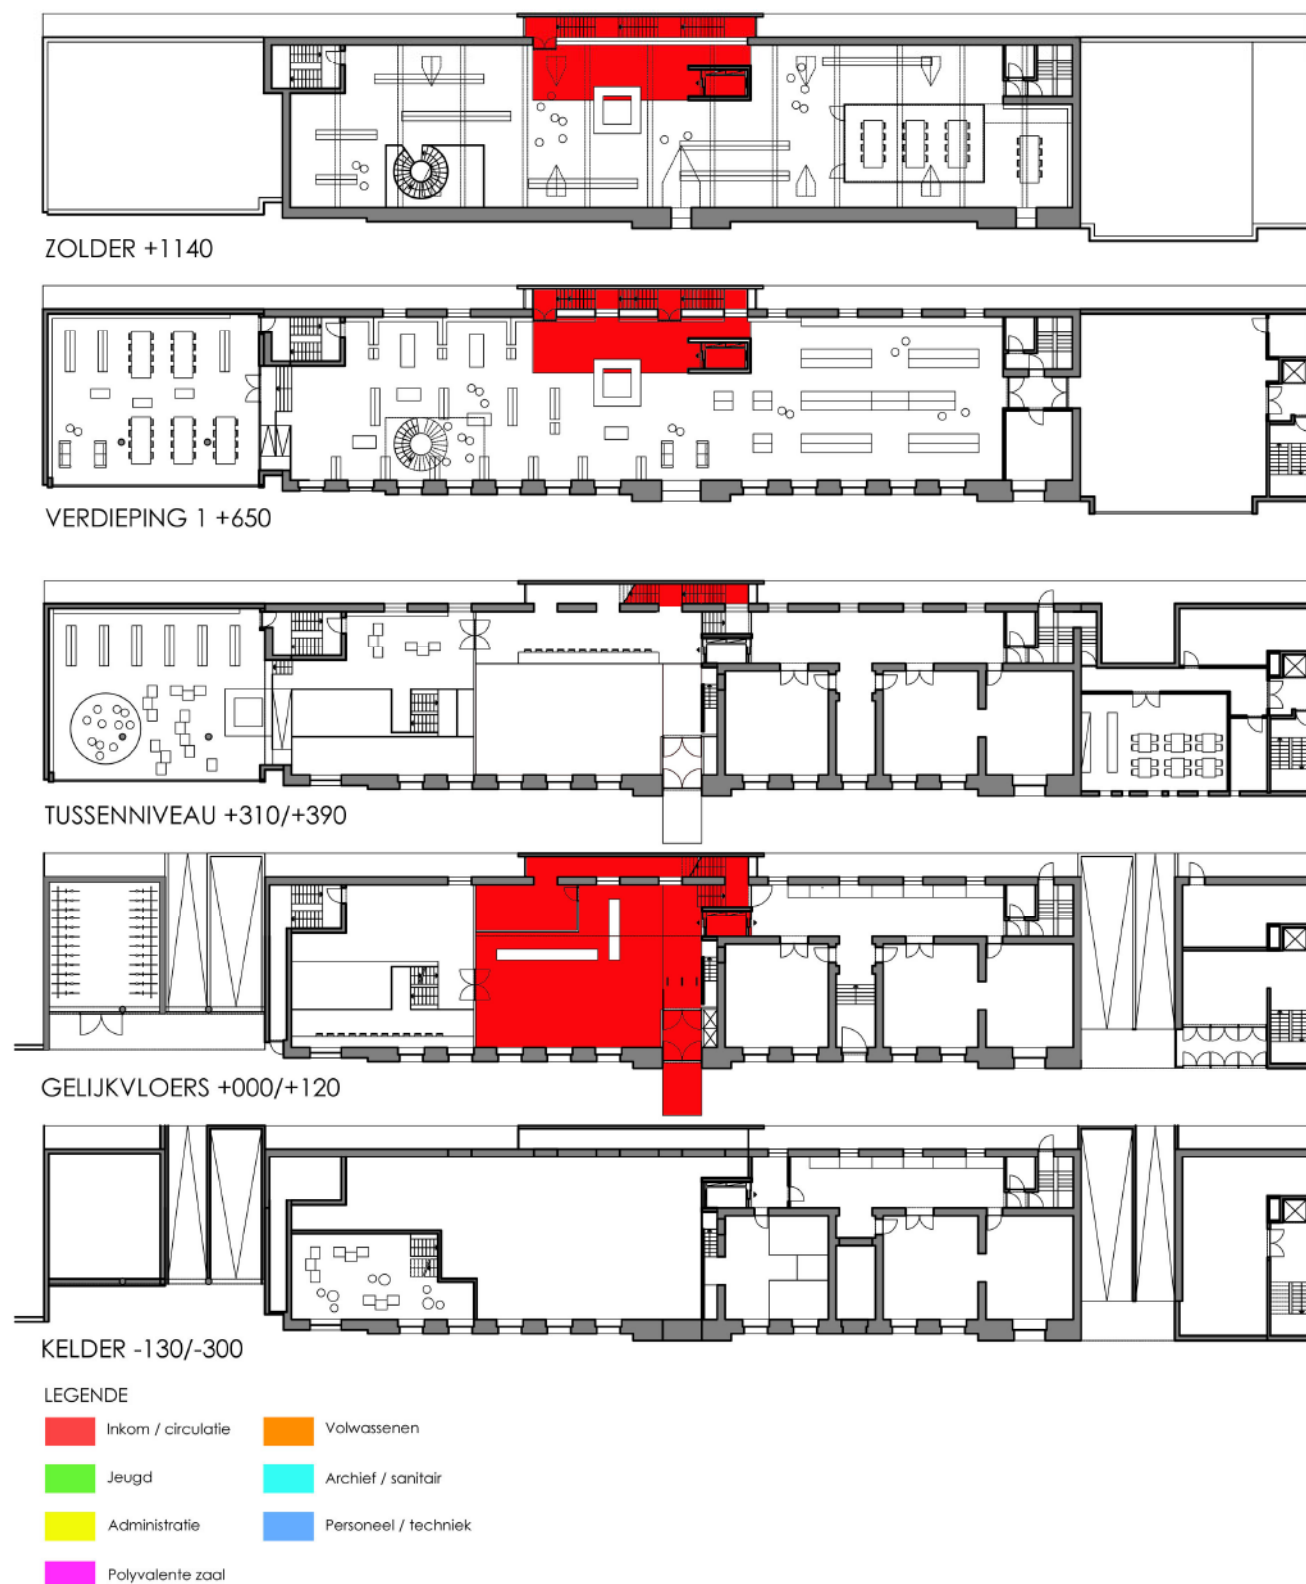 ZOLDER +1140
VERDIEPING 1 +650
TUSSENNIVEAU +310/+390
GELIJKVLOERS +000/+120
KELDER -130/-300
LEGENDE
Inkom / circulatie
Volwassenen
Jeugd
Archief / sanitair
Administratie
Personeel / techniek
Polyvalente zaal